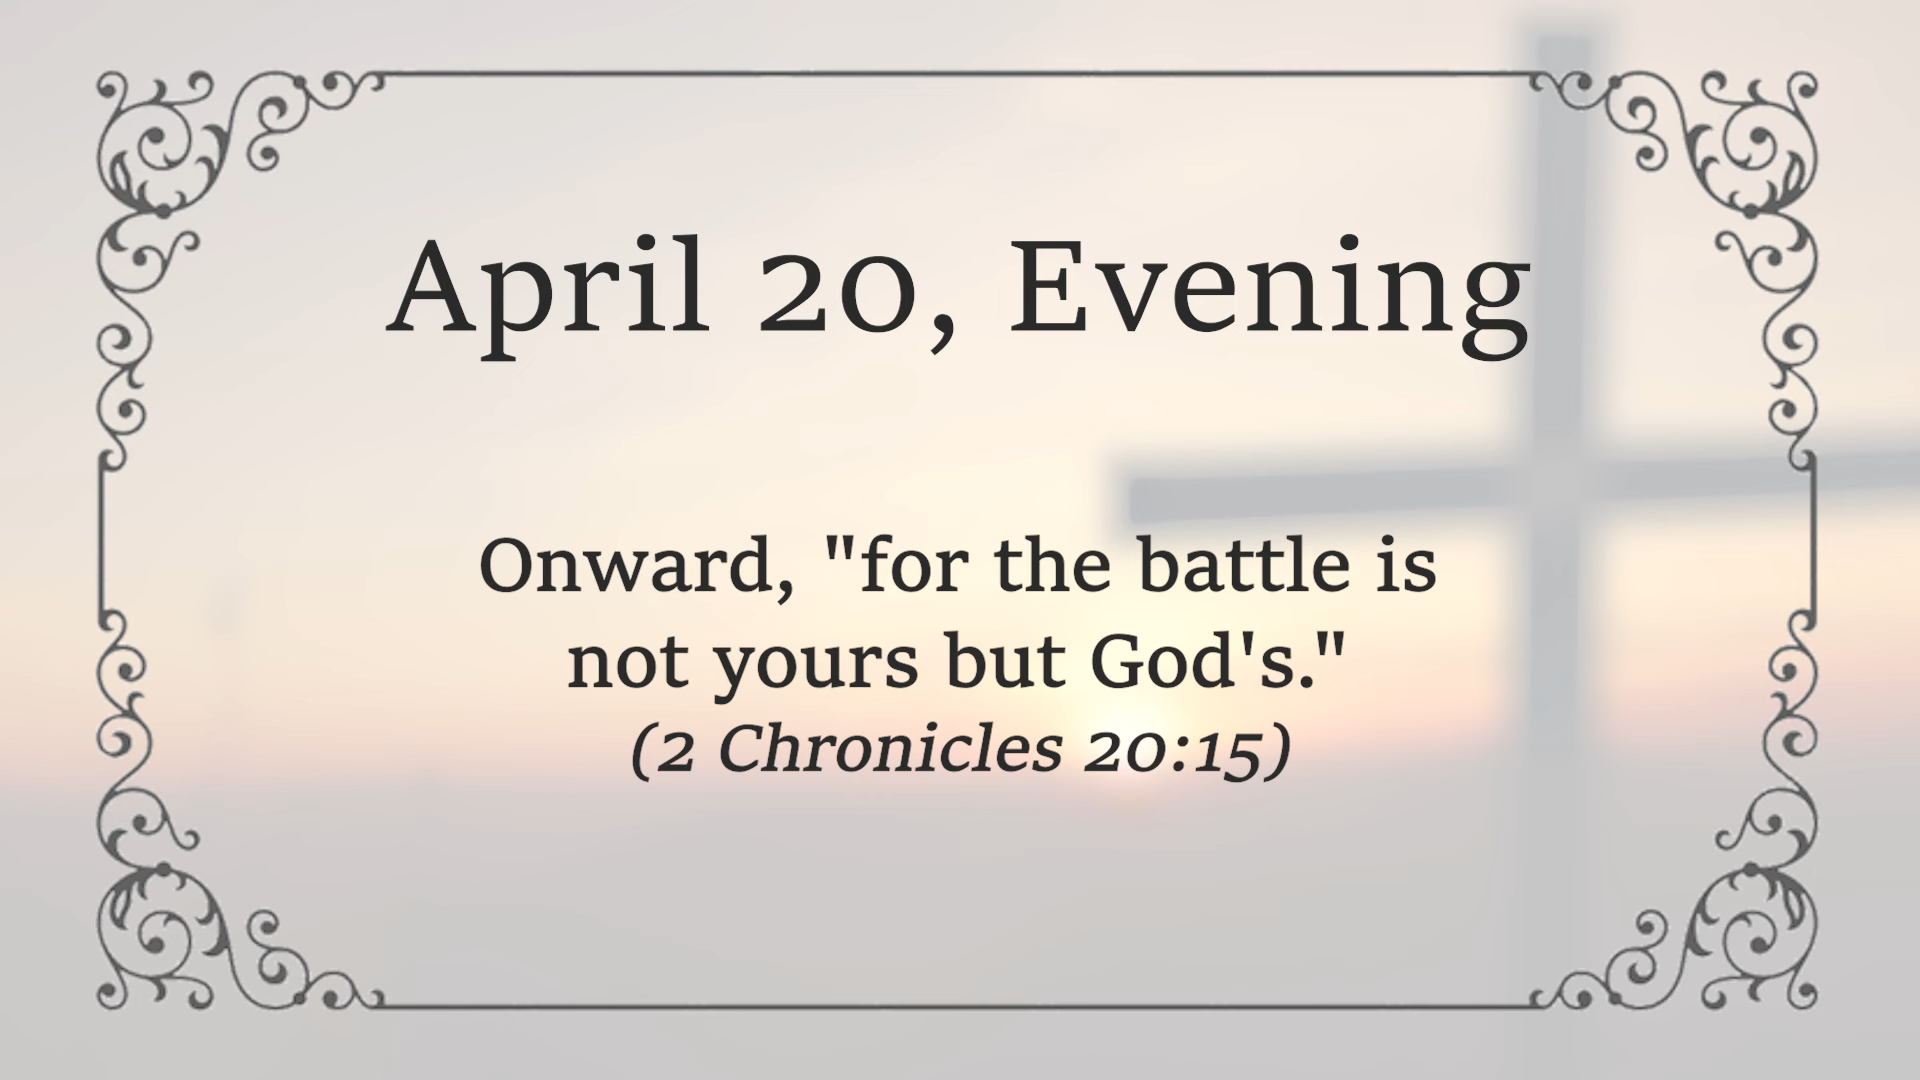 April 20, Evening
Onward, "for the battle is
not yours but God's."
(2 Chronicles 20:15)